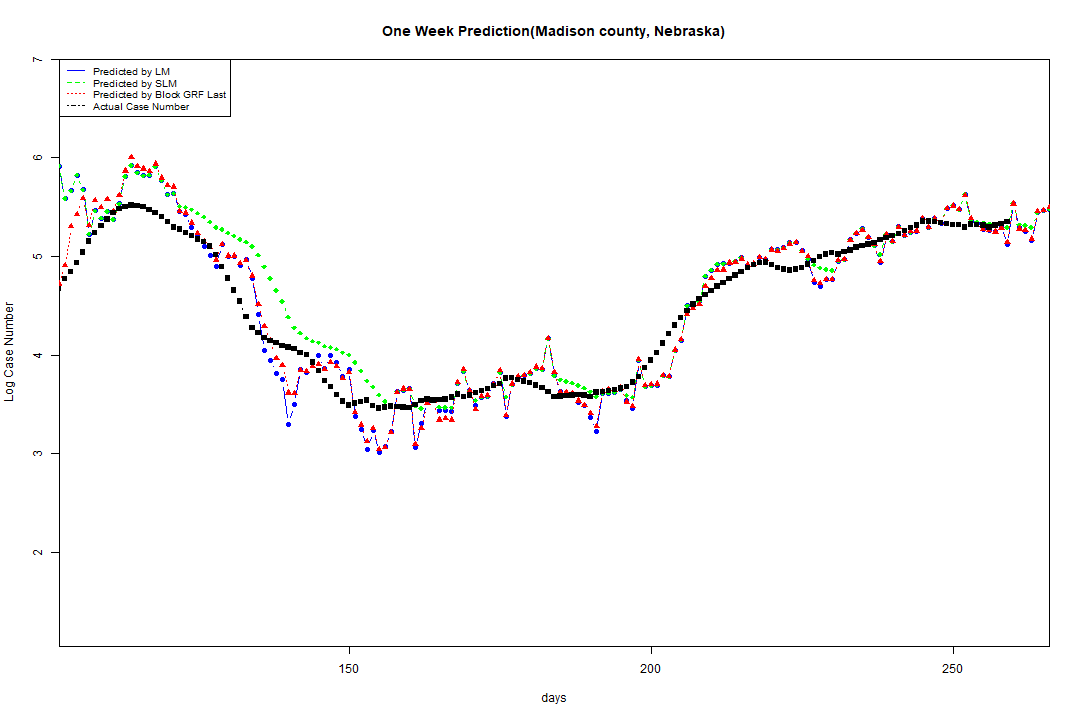 One Week Prediction(Madison county, Nebraska)
7
Predicted by LM
Predicted by SLM
Predicted by Block GRF Last
Actual Case Number
6
5
4
3
2
Log Case Number
150
200
250
days